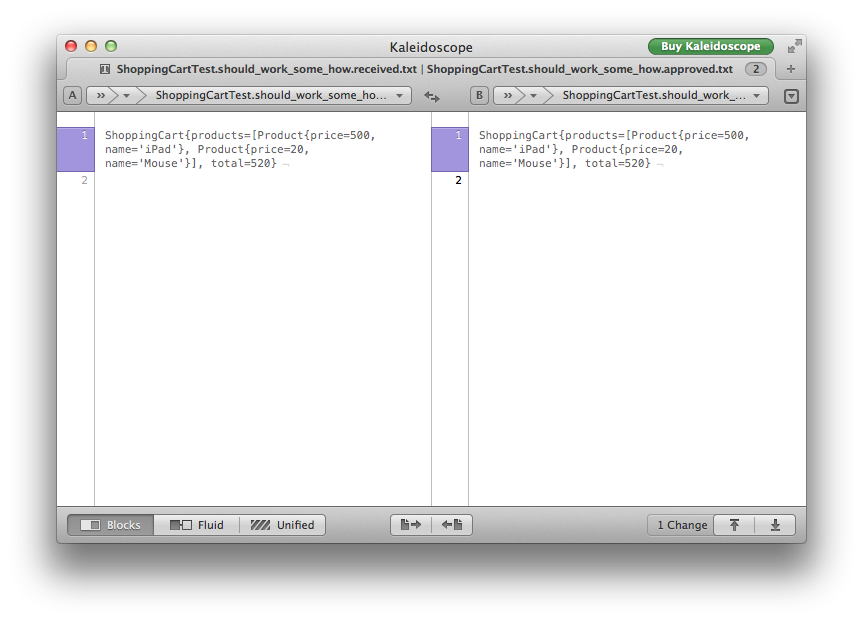 Kaleidoscope
Buy Kaleidoscope
ShoppingCartTest.should_work_some_how.received.txt | ShoppingCartTest.should_work_some_how.approved.txt
2
+
A
»
ShoppingCartTest.should_work_some_ho...
B
»
ShoppingCartTest.should_work_...
1
ShoppingCart{products=[Product{price=500,
name='iPad'}, Product{price=20,
name='Mouse'}], total=520} ¬
2
1
ShoppingCart{products=[Product{price=500,
name='iPad'}, Product{price=20,
name='Mouse'}], total=520} ¬
2
Blocks
Fluid
Unified
1 Change